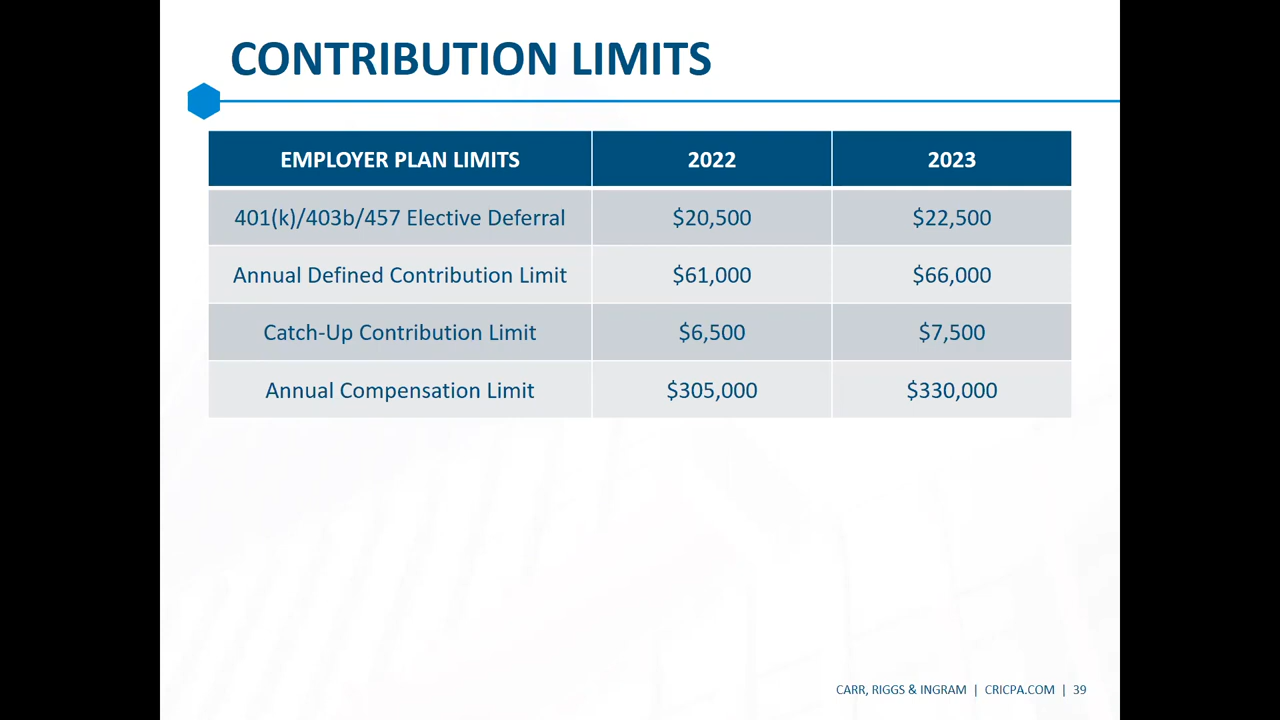 CONTRIBUTION LIMITS
EMPLOYER PLAN LIMITS 2022 2023
401(k)/403b/457 Elective Deferral $20,500 $22,500
Annual Defined Contribution Limit $61,000 $66,000
Catch-Up Contribution Limit $6,500 $7,500
Annual Compensation Limit $305,000 $330,000
CARR, RIGGS & INGRAM | CRICPA.COM | 39